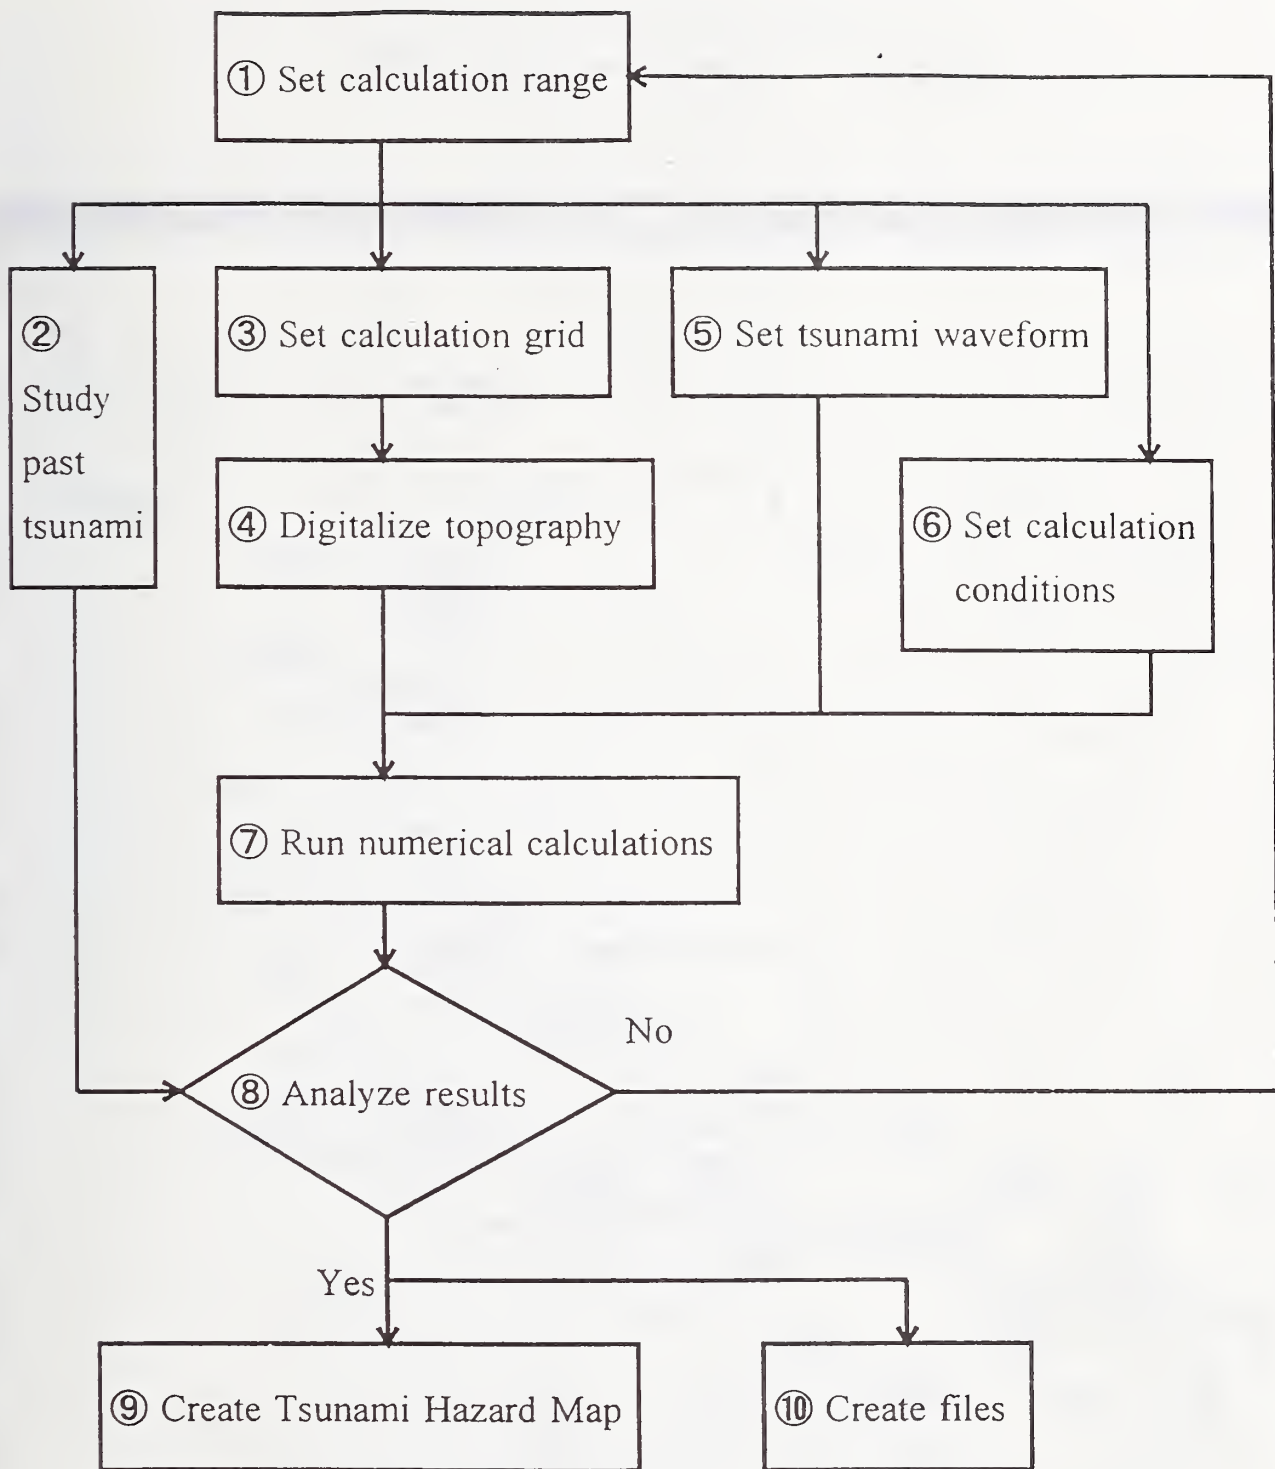 ① Set calculation range
②
Study
past
tsunami
③ Set calculation grid
④ Digitalize topography
⑤ Set tsunami waveform
⑥ Set calculation
conditions
⑦ Run numerical calculations
⑧ Analyze results
No
Yes
⑨ Create Tsunami Hazard Map
⑩ Create files